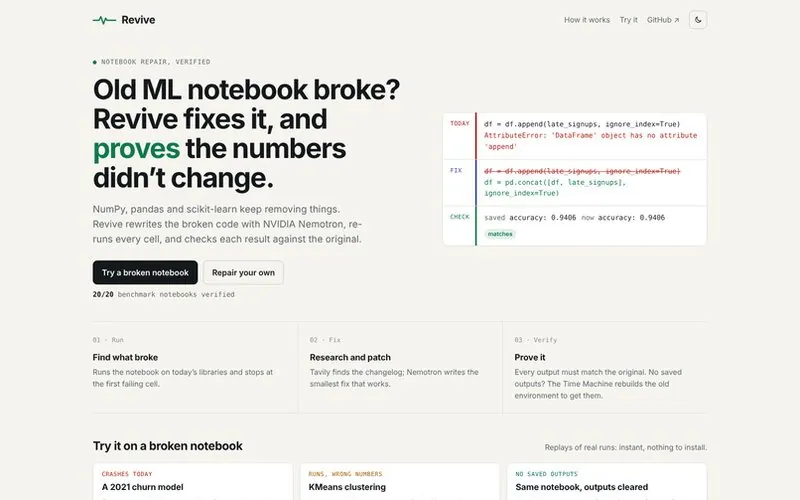 Revive
How it works Try it GitHub ↗
NOTEBOOK REPAIR, VERIFIED
Old ML notebook broke?
Revive fixes it, and
proves the numbers
didn’t change.
NumPy, pandas and scikit-learn keep removing things.
Revive rewrites the broken code with NVIDIA Nemotron, re-
runs every cell, and checks each result against the original.
Try a broken notebook Repair your own
20/20 benchmark notebooks verified
TODAY df = df.append(late_signups, ignore_index=True)
AttributeError: 'DataFrame' object has no attribute
'append'
FIX df = df.append(late_signups, ignore_index=True)
df = pd.concat([df, late_signups],
ignore_index=True)
CHECK saved accuracy: 0.9406 now accuracy: 0.9406
matches
01 · Run
Find what broke
Runs the notebook on today’s libraries and stops at
the first failing cell.
02 · Fix
Research and patch
Tavily finds the changelog; Nemotron writes the
smallest fix that works.
03 · Verify
Prove it
Every output must match the original. No saved
outputs? The Time Machine rebuilds the old
environment to get them.
Try it on a broken notebook
Replays of real runs: instant, nothing to install.
CRASHES TODAY
A 2021 churn model
RUNS, WRONG NUMBERS
KMeans clustering
NO SAVED OUTPUTS
Same notebook, outputs cleared